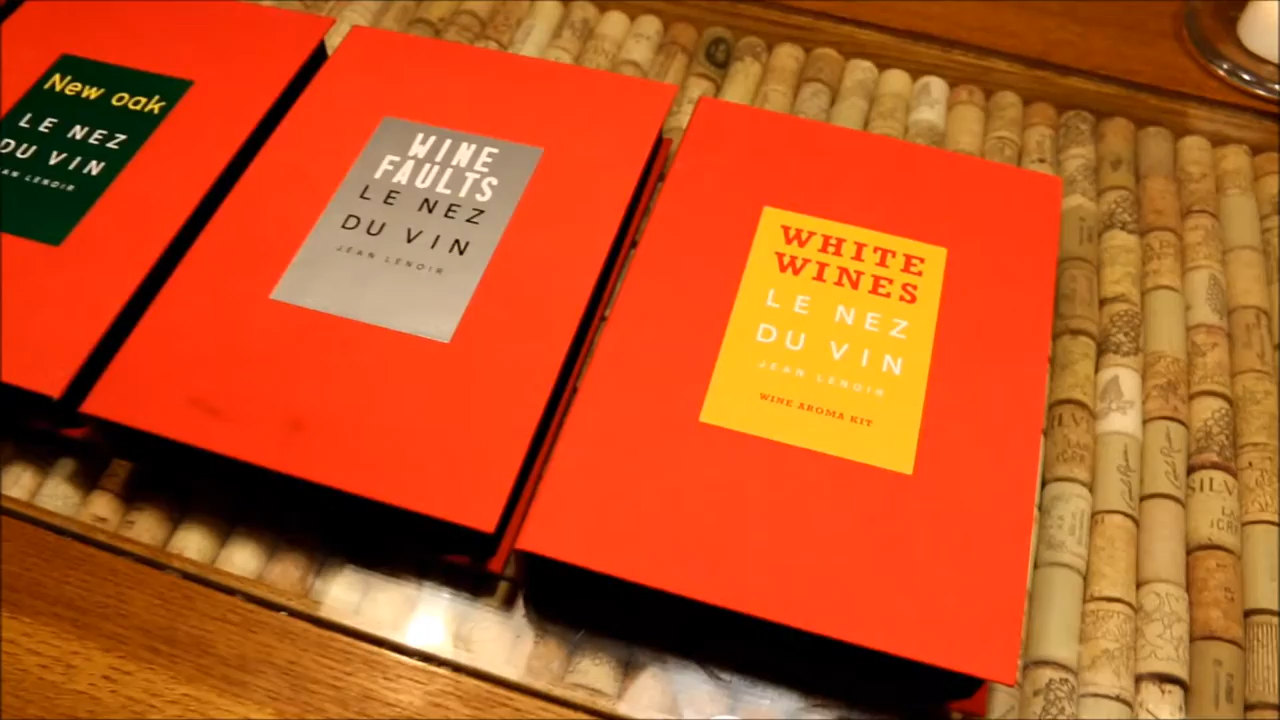 New oak
LE NEZ
DU VIN
JEAN LENOIR
WINE
FAULTS
LE NEZ
DU VIN
JEAN LENOIR
WHITE
WINES
LE NEZ
DU VIN
JEAN LENOIR
WINE AROMA KIT
SILV